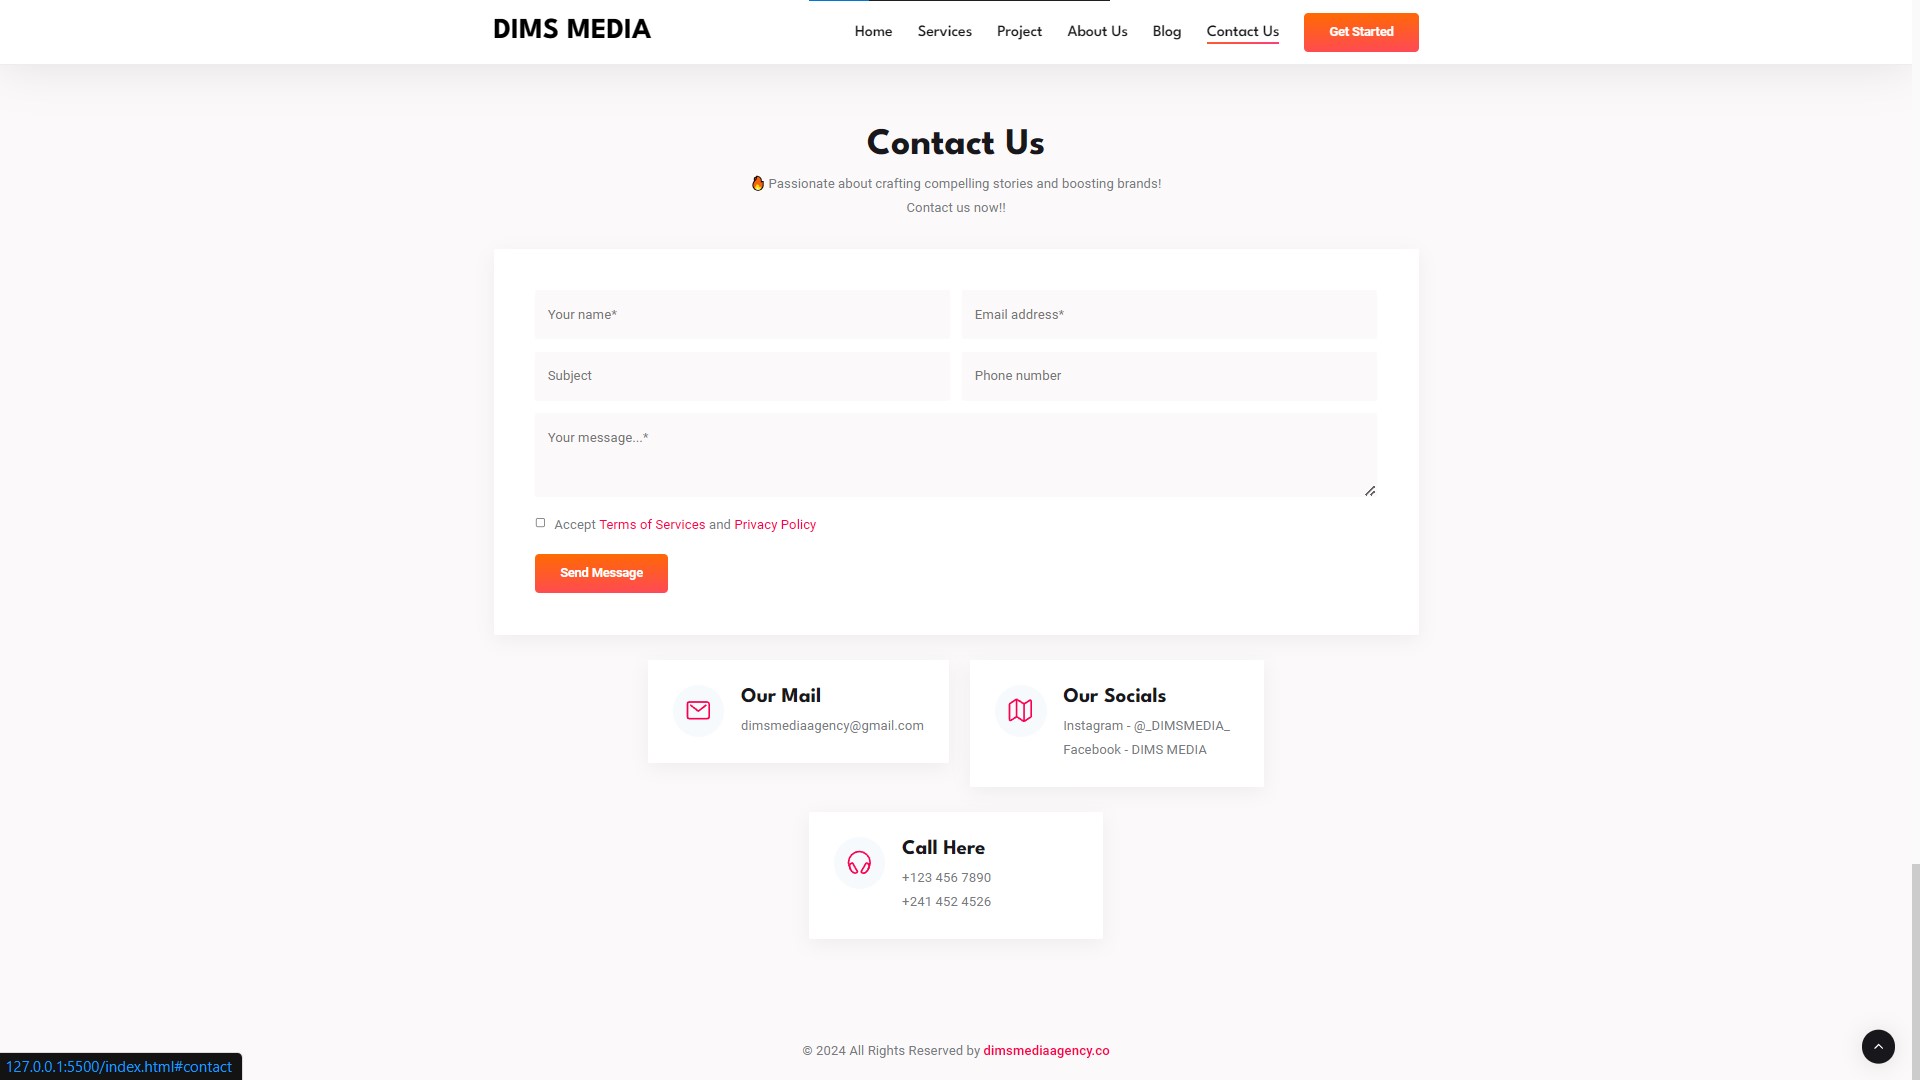 DIMS MEDIA
Home Services Project About Us Blog Contact Us Get Started
Contact Us
🔥 Passionate about crafting compelling stories and boosting brands!
Contact us now!!
Your name* Email address*
Subject Phone number
Your message...*
Accept Terms of Services and Privacy Policy
Send Message
Our Mail
dimsmediaagency@gmail.com
Our Socials
Instagram - @_DIMSMEDIA_
Facebook - DIMS MEDIA
Call Here
+123 456 7890
+241 452 4526
© 2024 All Rights Reserved by dimsmediaagency.co
127.0.0.1:5500/index.html#contact